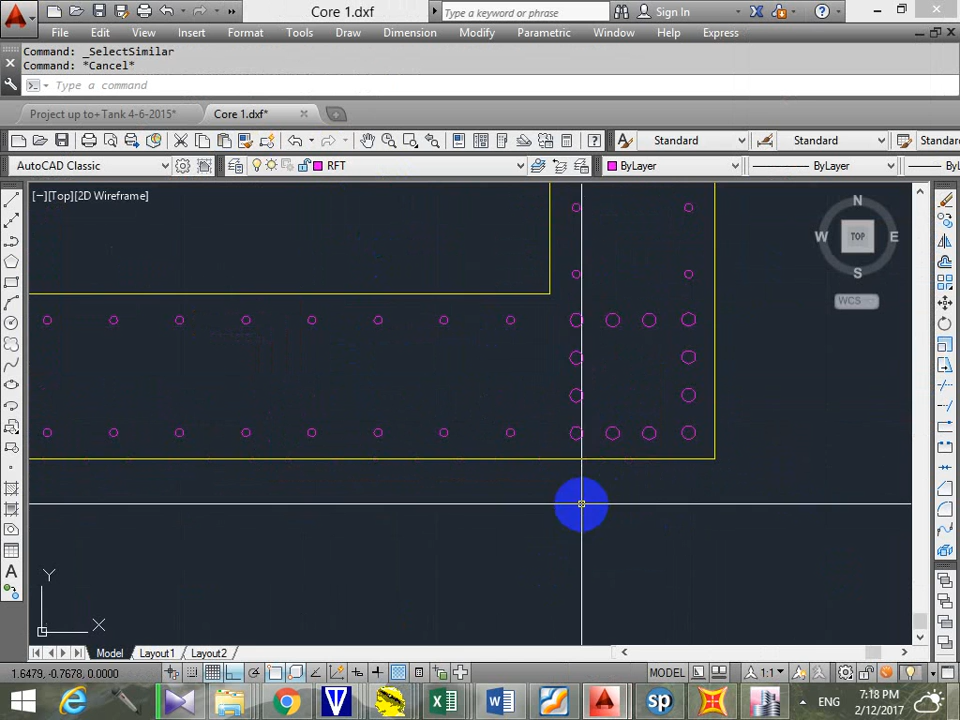 Core 1.dxf
Type a keyword or phrase
Sign In
File Edit View Insert Format Tools Draw Dimension Modify Parametric Window Help Express
Command: _SelectSimilar
Command: *Cancel*
Type a command
Project up to+ Tank 4-6-2015*
Core 1.dxf*
Standard
Standard
Standard
AutoCAD Classic
RFT
ByLayer
ByLayer
ByL
[−][Top][2D Wireframe]
N
W TOP E
S
WCS
Y
X
Model Layout1 Layout2
1.6479, -0.7678, 0.0000
MODEL
1:1
ENG
7:18 PM
2/12/2017